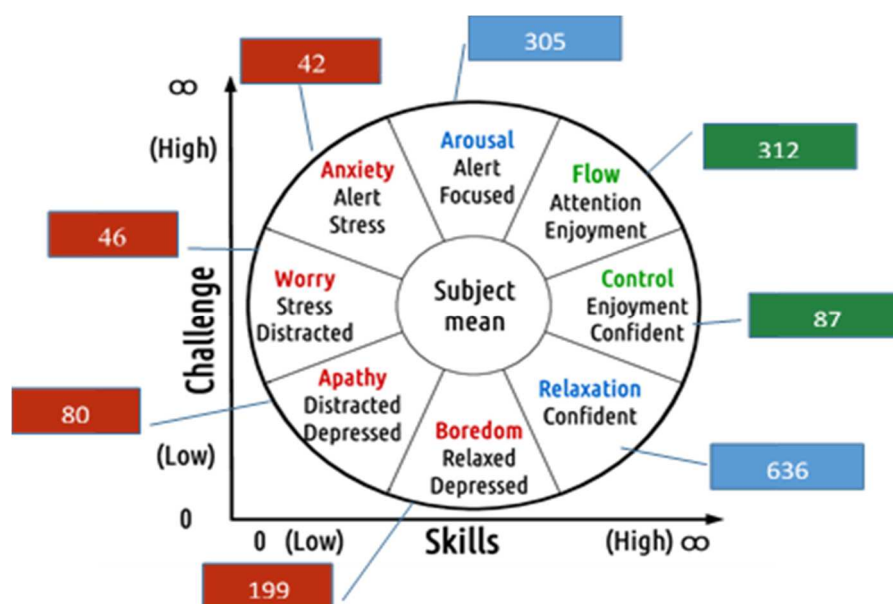 305
42
∞
(High)
Arousal
Alert
Focused
312
Anxiety
Alert
Stress
Flow
Attention
Enjoyment
46
Challenge
Worry
Stress
Distracted
Subject
mean
Control
Enjoyment
Confident
87
80
Apathy
Distracted
Depressed
Relaxation
Confident
Boredom
Relaxed
Depressed
(Low)
636
0
0 (Low) Skills (High) ∞
199